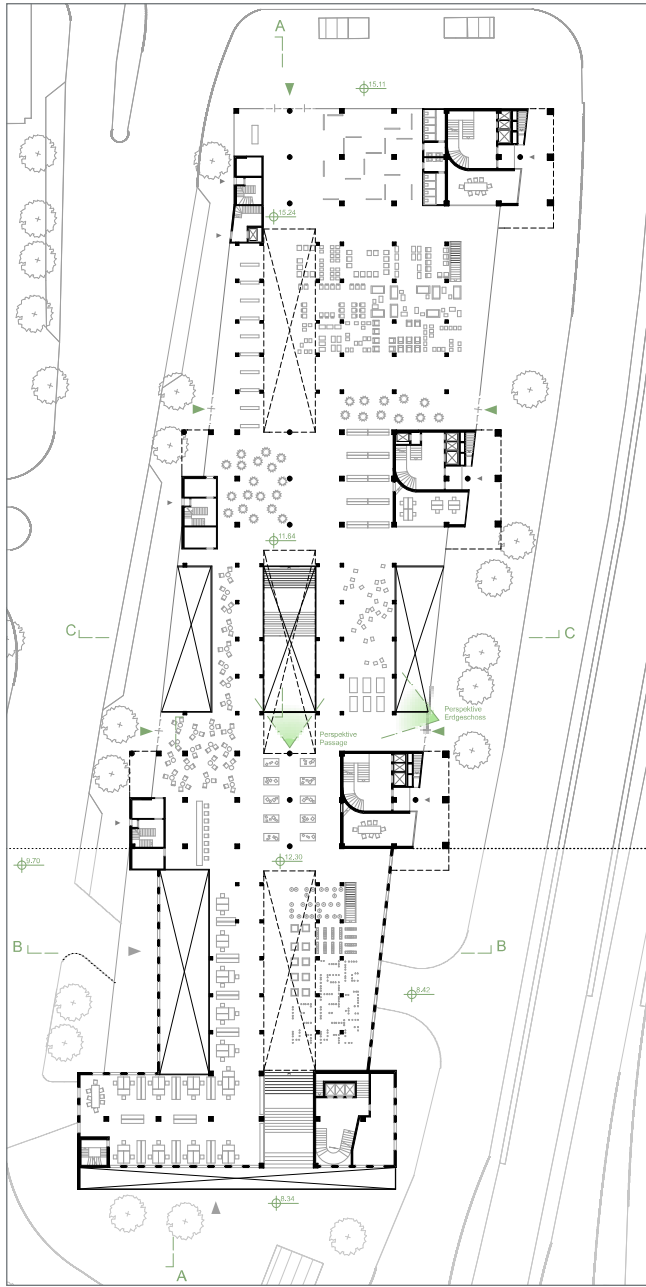 A
15,11
15,24
11,64
C
C
Perspektive
Erdgeschoss
Perspektive
Passage
12,30
9,70
B
B
8,42
8,34
A